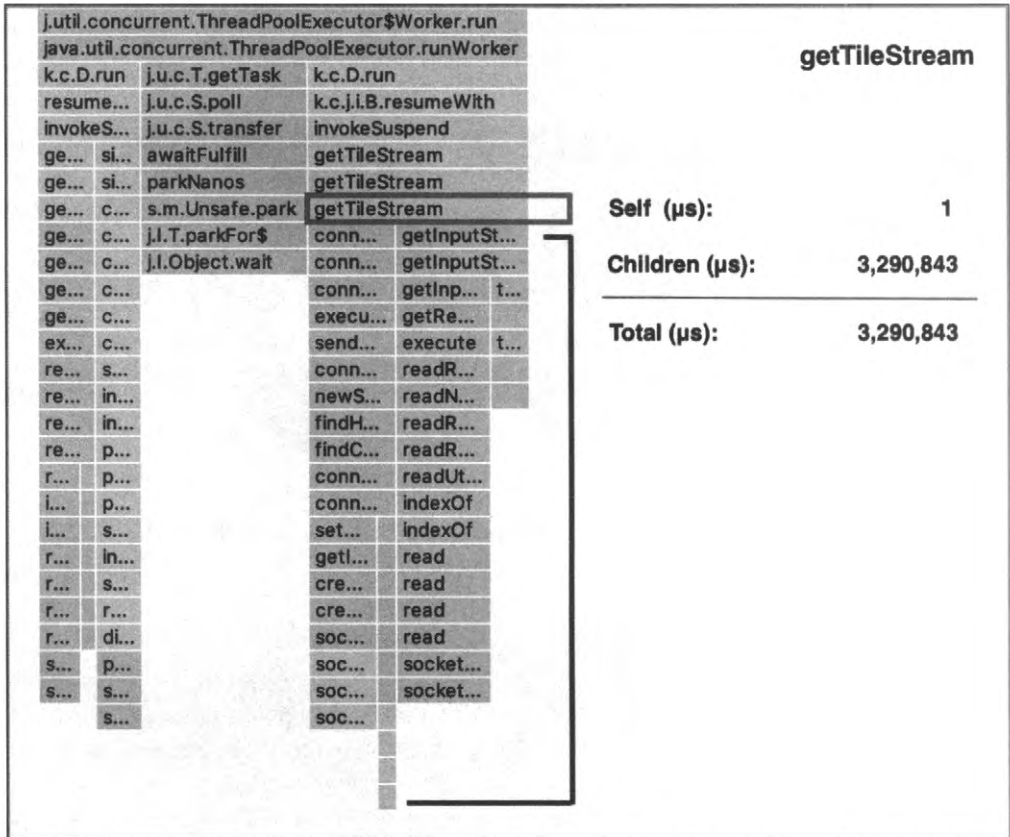 j.util.concurrent.ThreadPoolExecutor$Worker.run
java.util.concurrent.ThreadPoolExecutor.runWorker
k.c.D.run j.u.c.T.getTask k.c.D.run
resume... j.u.c.S.poll k.c.j.i.B.resumeWith
invokeS... j.u.c.S.transfer invokeSuspend
ge... si... awaitFulfill getTileStream
ge... si... parkNanos getTileStream
ge... c... s.m.Unsafe.park getTileStream
ge... c... j.l.T.parkFor$ conn... getInputSt...
ge... c... j.l.Object.wait conn... getInputSt...
ge... c... conn... getInp... t...
ge... c... execu... getRe...
ex... c... send... execute t...
re... s... conn... readR...
re... in... newS... readN...
re... in... findH... readR...
re... p... findC... readR...
r... p... conn... readUt...
i... p... conn... indexOf
i... s... set... indexOf
r... in... getI... read
r... s... cre... read
r... r... cre... read
r... di... soc... read
s... p... soc... socket...
s... s... soc... socket...
s... soc...
getTileStream
Self (µs): 1
Children (µs): 3,290,843
Total (µs): 3,290,843